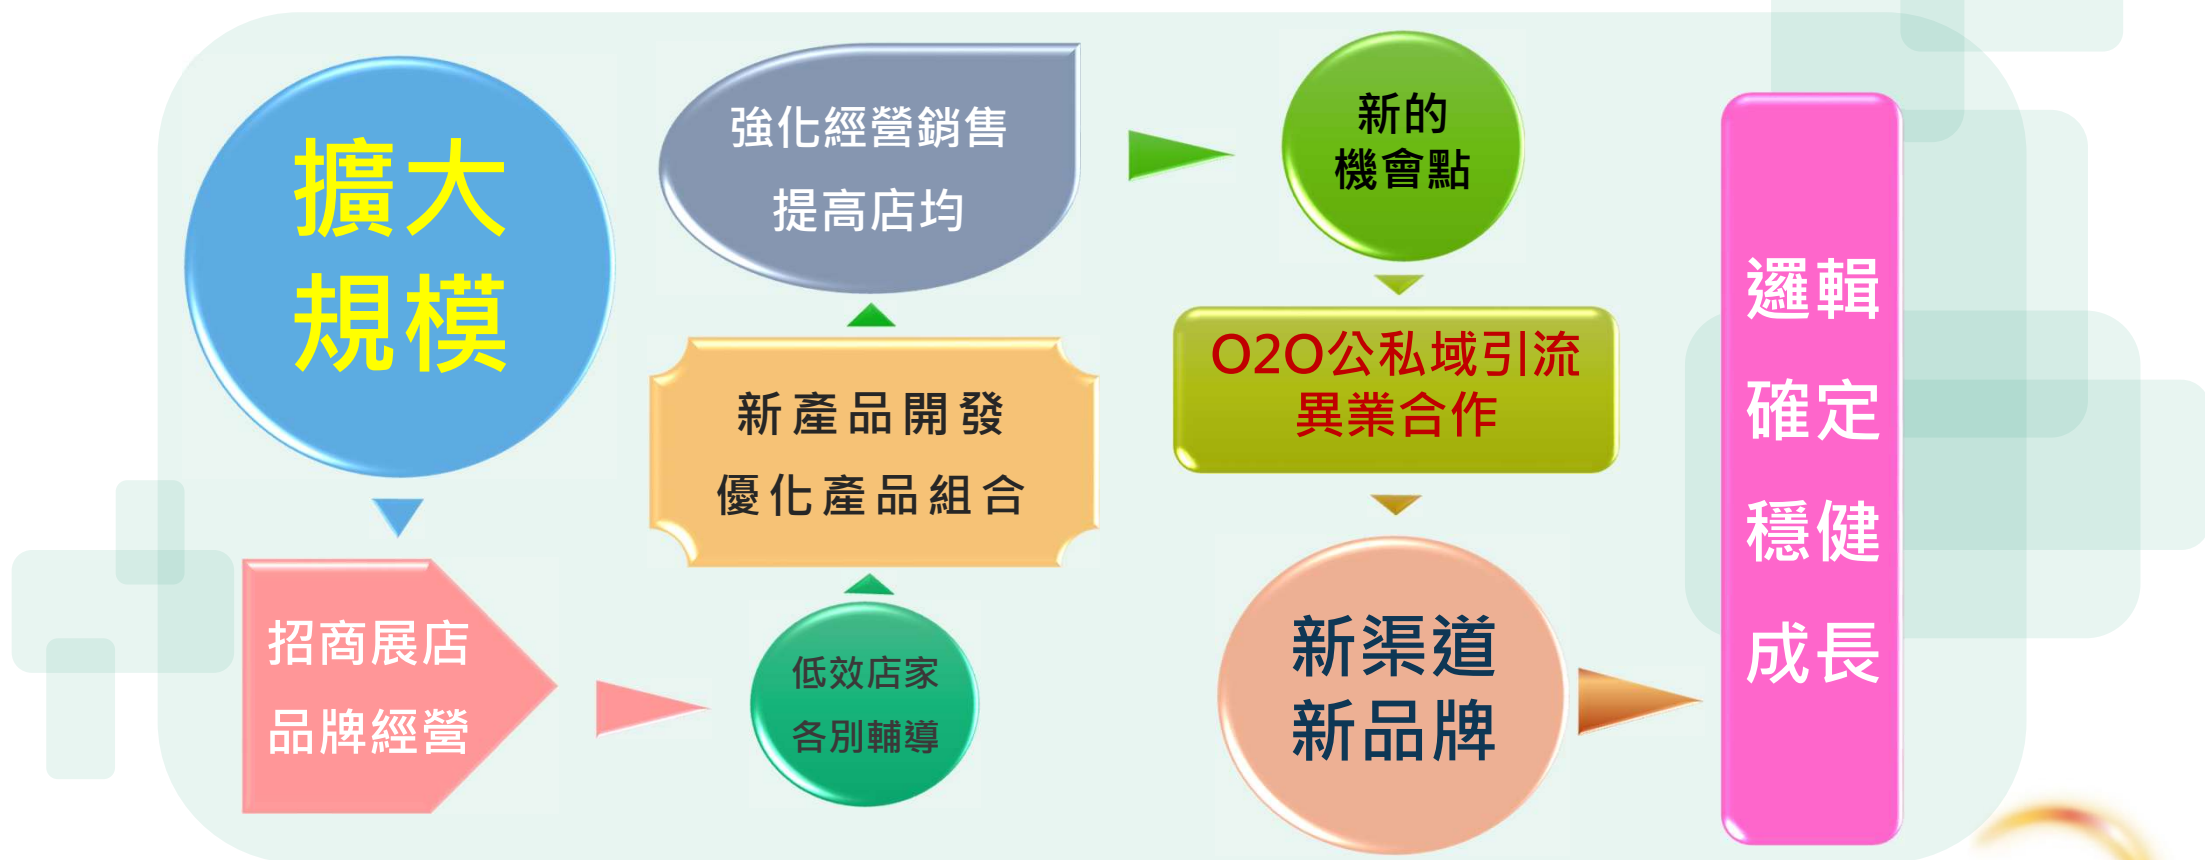 擴大
規模
招商展店
品牌經營
低效店家
各別輔導
新產品開發
優化產品組合
強化經營銷售
提高店均
新的
機會點
O2O公私域引流
異業合作
新渠道
新品牌
邏輯
確定
穩健
成長